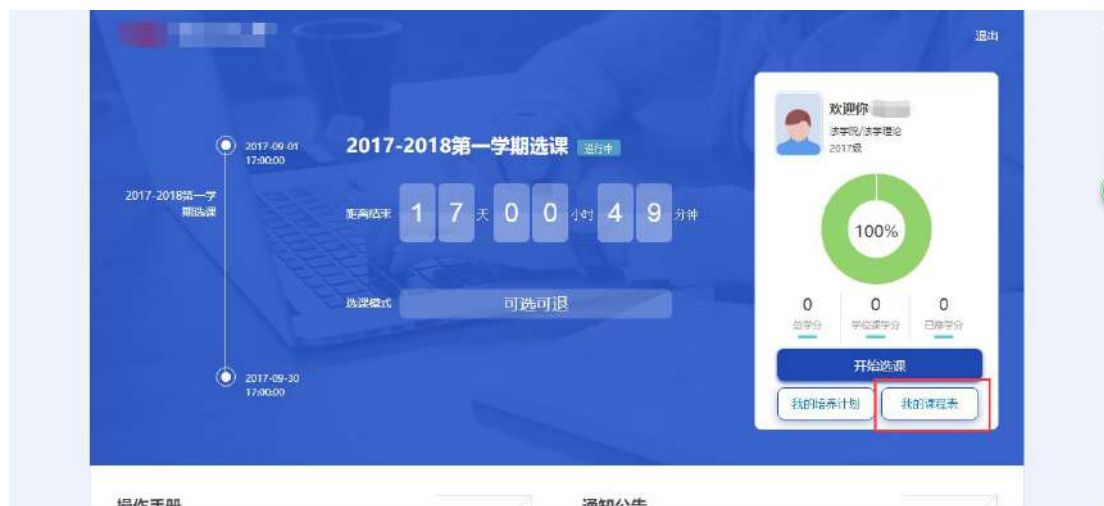 退出
2017-09-01
17:00:00
2017-2018第一学
期选课
2017-09-30
17:00:00
2017-2018第一学期选课 进行中
距离结束 1 7 天 0 0 小时 4 9 分钟
选课模式 可选可退
欢迎你
法学院/法学理论
2017级
100%
0 0 0
总学分 学位课学分 已修学分
开始选课
我的培养计划 我的课程表
操作手册 通知公告